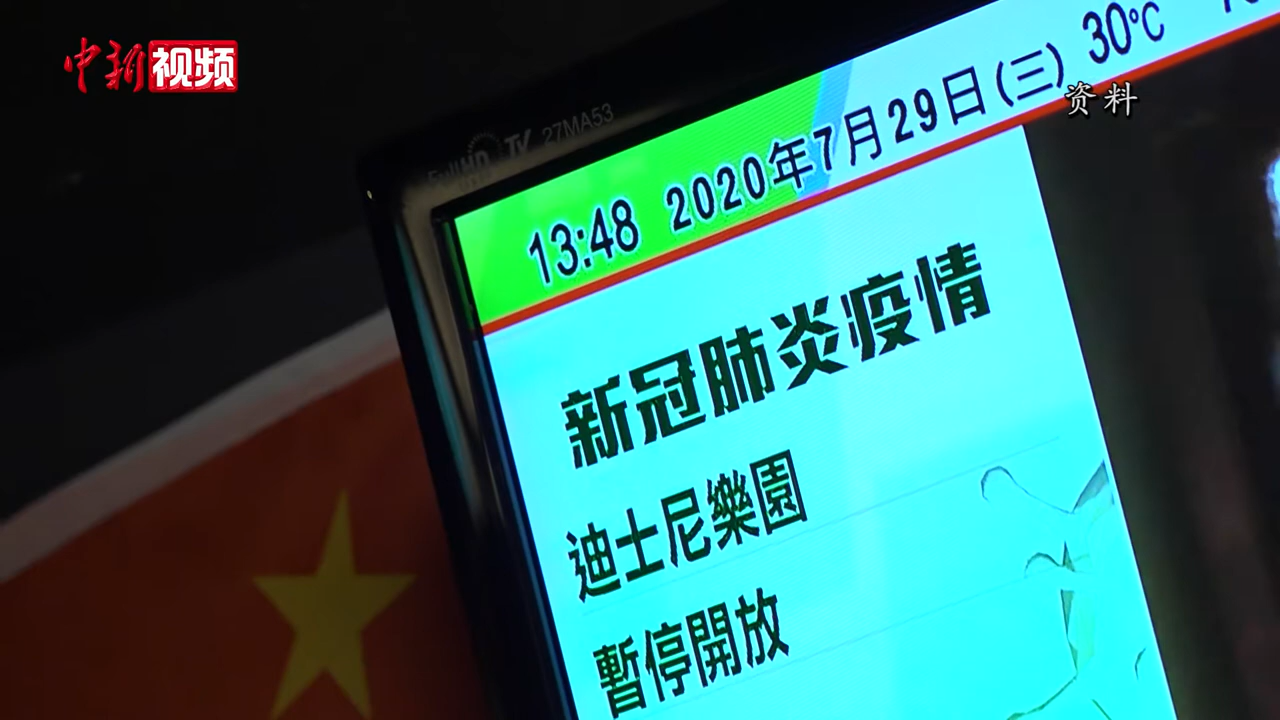 中新视频
资料
FullHD TV 27MA53
13:48 2020年7月29日(三) 30℃
新冠肺炎疫情
迪士尼樂園
暫停開放